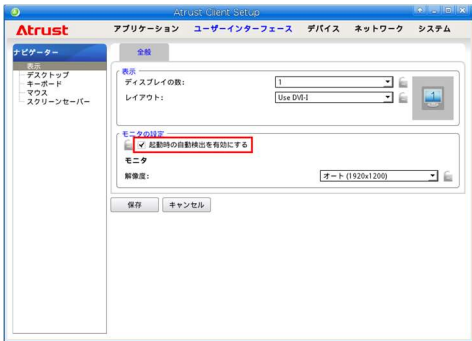 Atrust Client Setup
Atrust アプリケーション ユーザーインターフェース デバイス ネットワーク システム
ナビゲーター
表示
デスクトップ
キーボード
マウス
スクリーンセーバー
全般
表示
ディスプレイの数: 1
レイアウト: Use DVI-I
1
モニタの設定
✓ 起動時の自動検出を有効にする
モニタ
解像度: オート (1920x1200)
保存 キャンセル